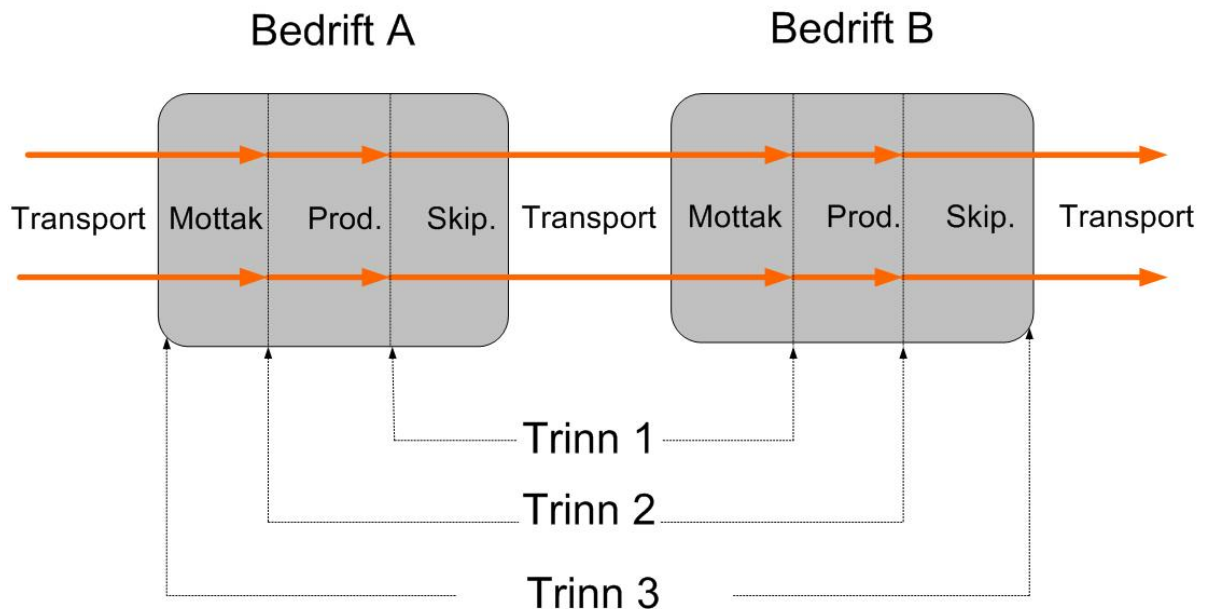 Bedrift A
Bedrift B
Transport Mottak Prod. Skip. Transport Mottak Prod. Skip. Transport
Trinn 1
Trinn 2
Trinn 3